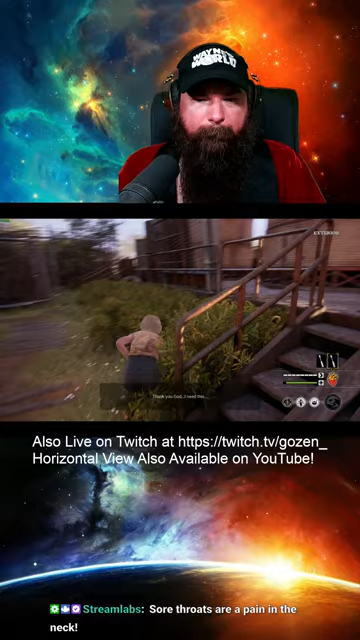 WAYNE'S
WORLD
EXTERIOR
Thank you God...I need this...
Also Live on Twitch at https://twitch.tv/gozen_
Horizontal View Also Available on YouTube!
Streamlabs: Sore throats are a pain in the
neck!